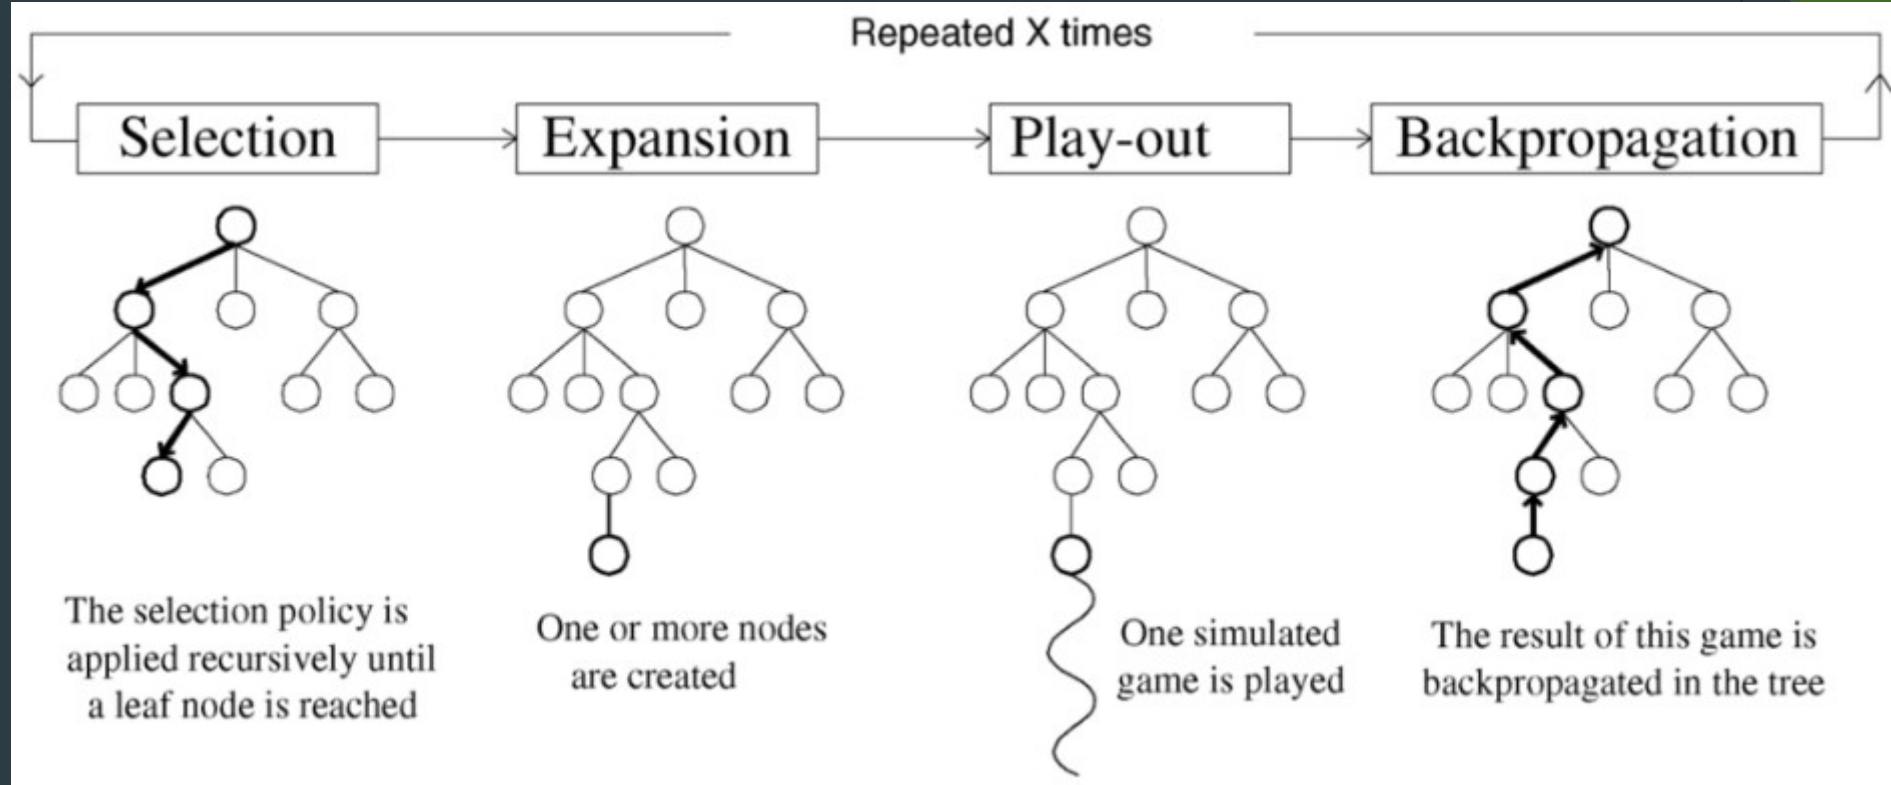 Repeated X times
Selection
Expansion
Play-out
Backpropagation
The selection policy is
applied recursively until
a leaf node is reached
One or more nodes
are created
One simulated
game is played
The result of this game is
backpropagated in the tree